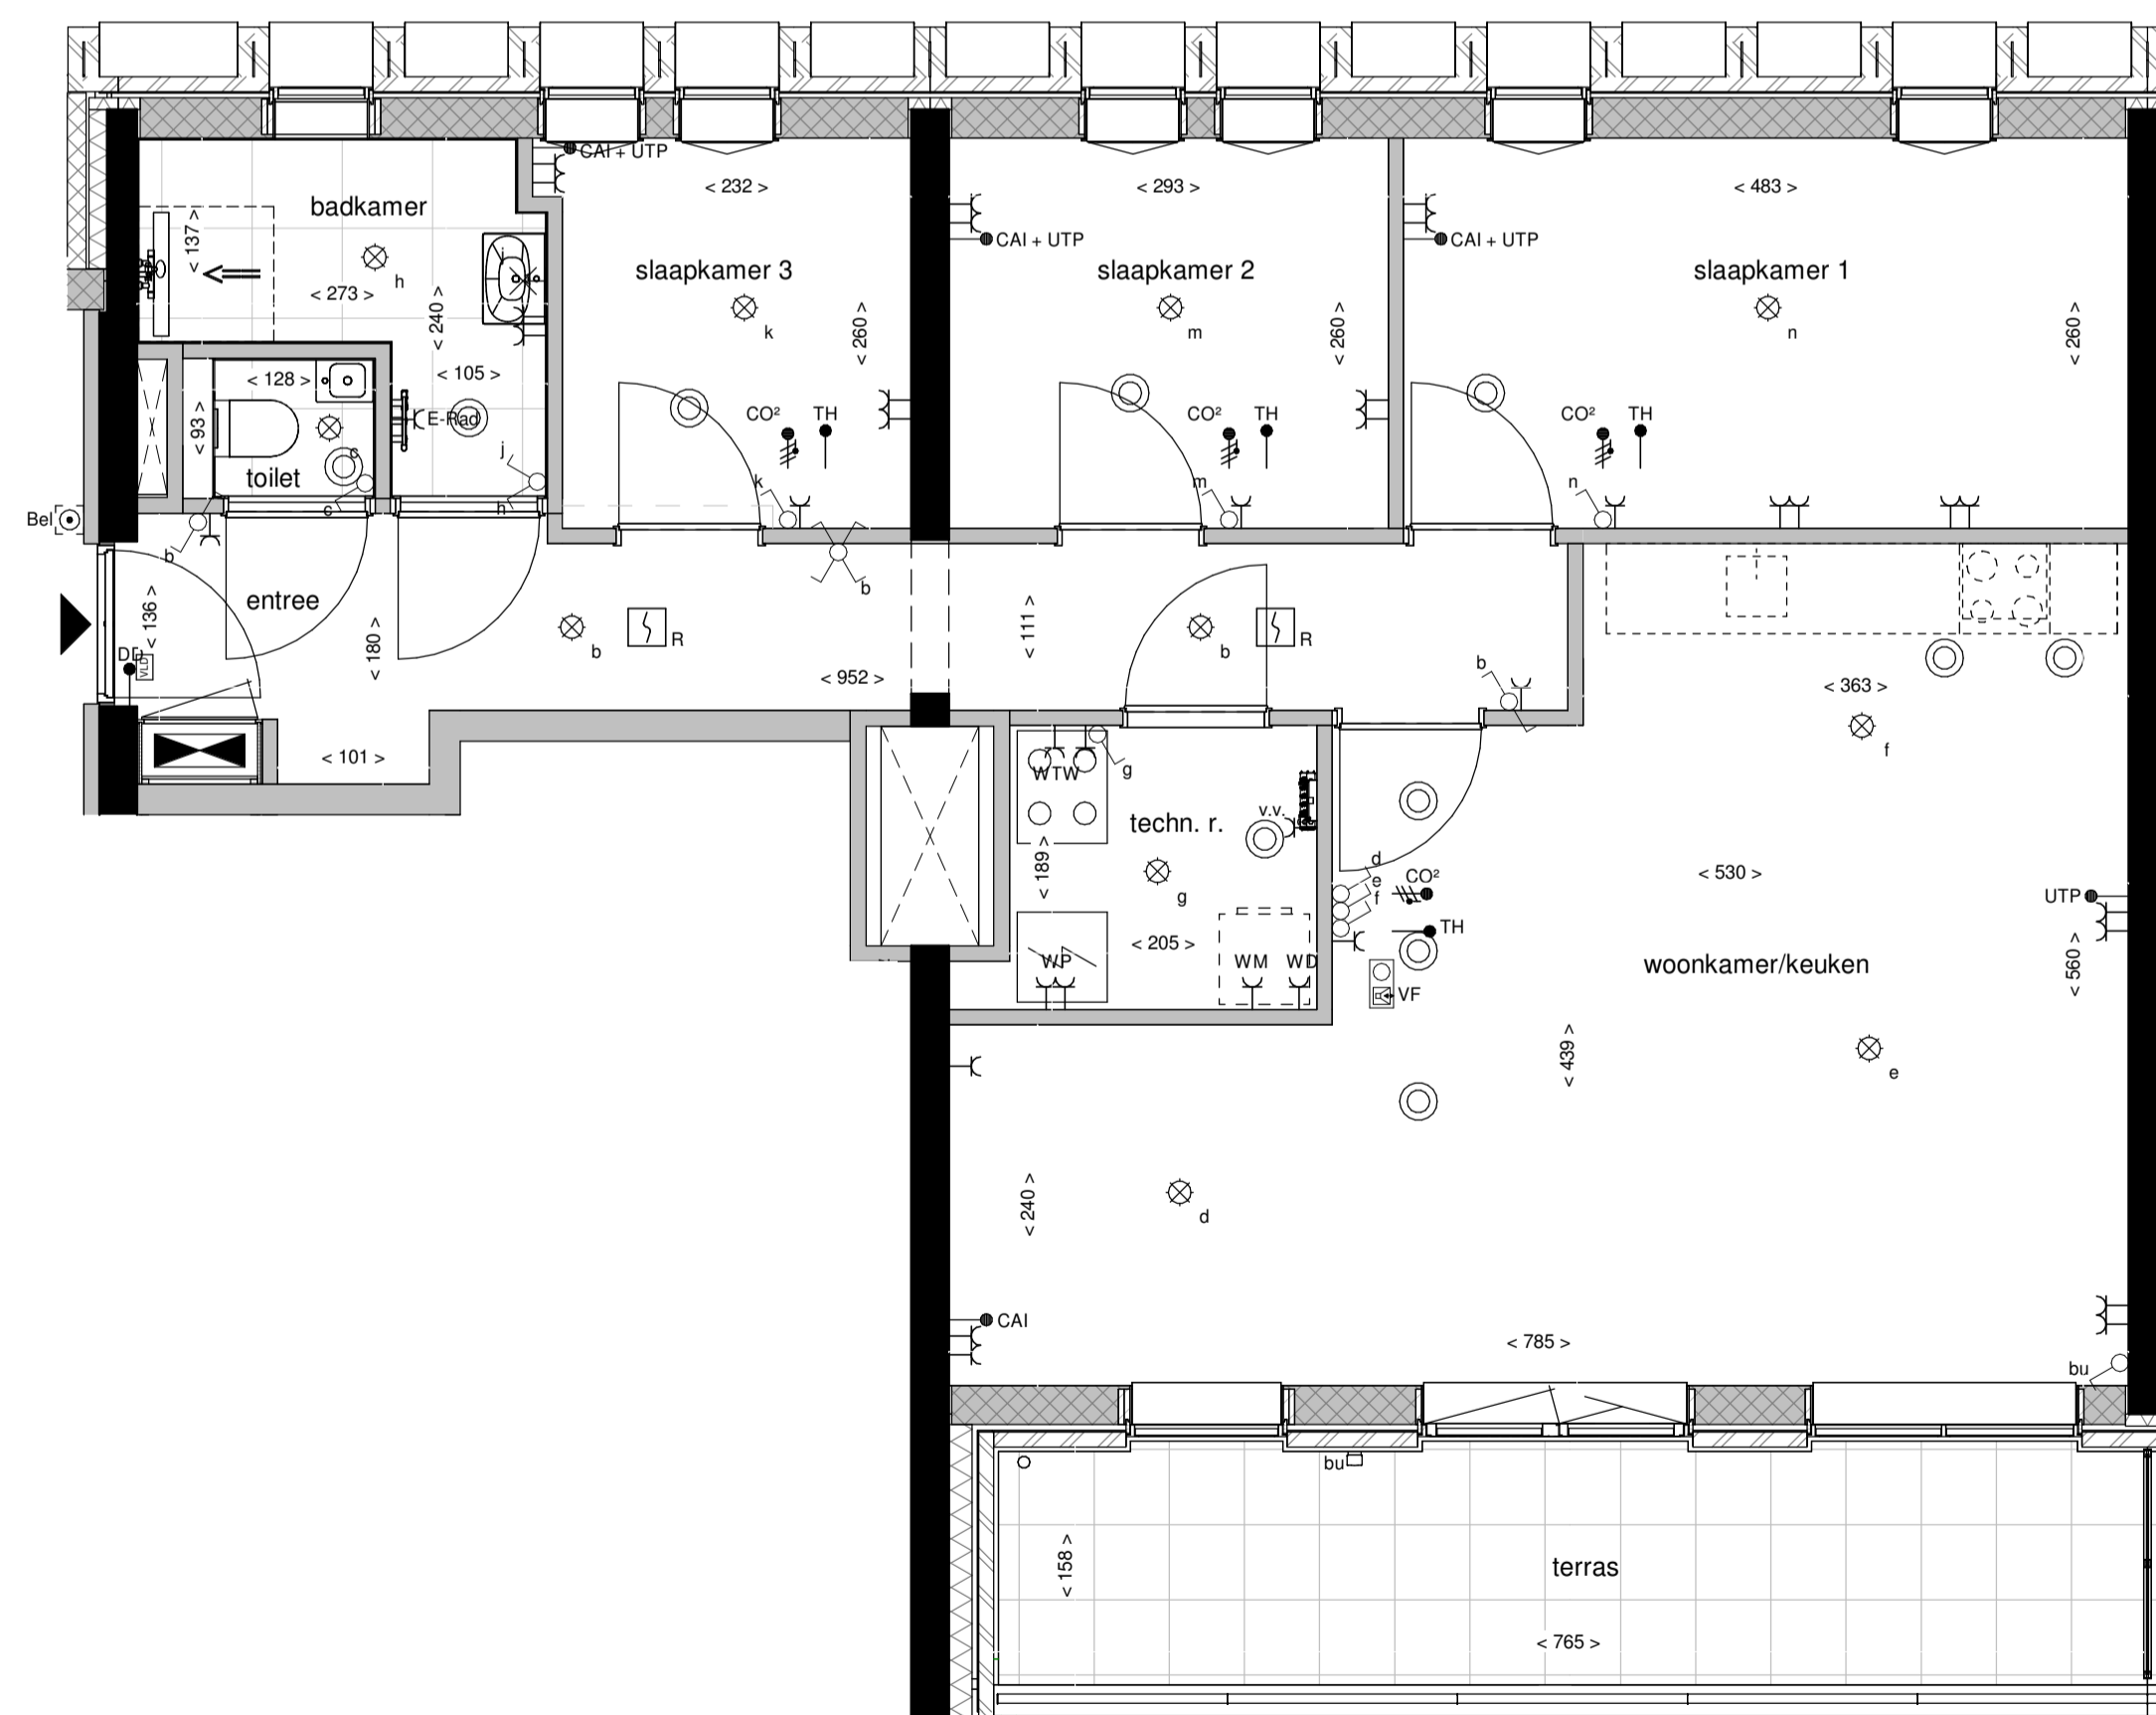 CAI + UTP
< 232 >
< 293 >
< 483 >
badkamer
< 137 >
CAI + UTP
CAI + UTP
h
< 273 >
< 240 >
j
slaapkamer 3
slaapkamer 2
slaapkamer 1
k
m
n
< 260 >
< 260 >
< 260 >
< 128 >
< 105 >
< 93 >
E-Rad
c
toilet
c
j
h
CO²
TH
CO²
TH
CO²
TH
k
m
n
Bel
b
entree
< 136 >
< 180 >
b
R
b
< 111 >
b
R
b
< 952 >
VLD
< 101 >
< 363 >
f
WTW
g
techn. r.
v.v.
< 189 >
g
< 205 >
WP
WM
WD
d
e
f
CO²
TH
VF
< 530 >
UTP
woonkamer/keuken
< 560 >
< 439 >
e
< 240 >
d
CAI
< 785 >
bu
bu
< 158 >
terras
< 765 >